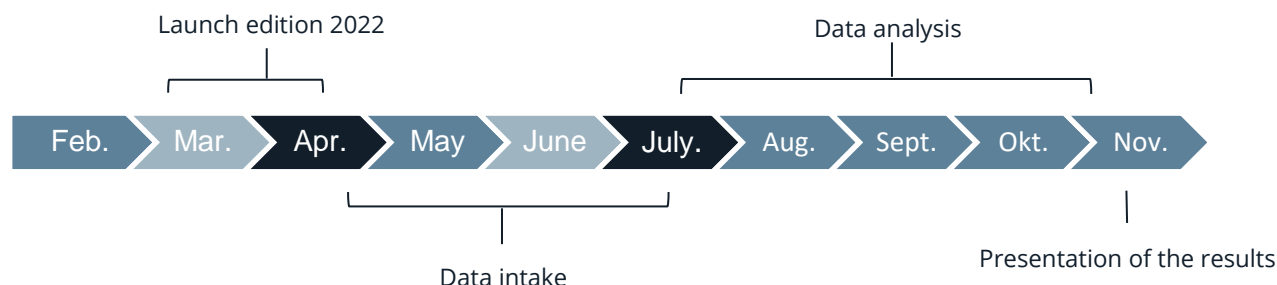 Launch edition 2022
Data analysis
Feb. Mar. Apr. May June July. Aug. Sept. Okt. Nov.
Presentation of the results
Data intake